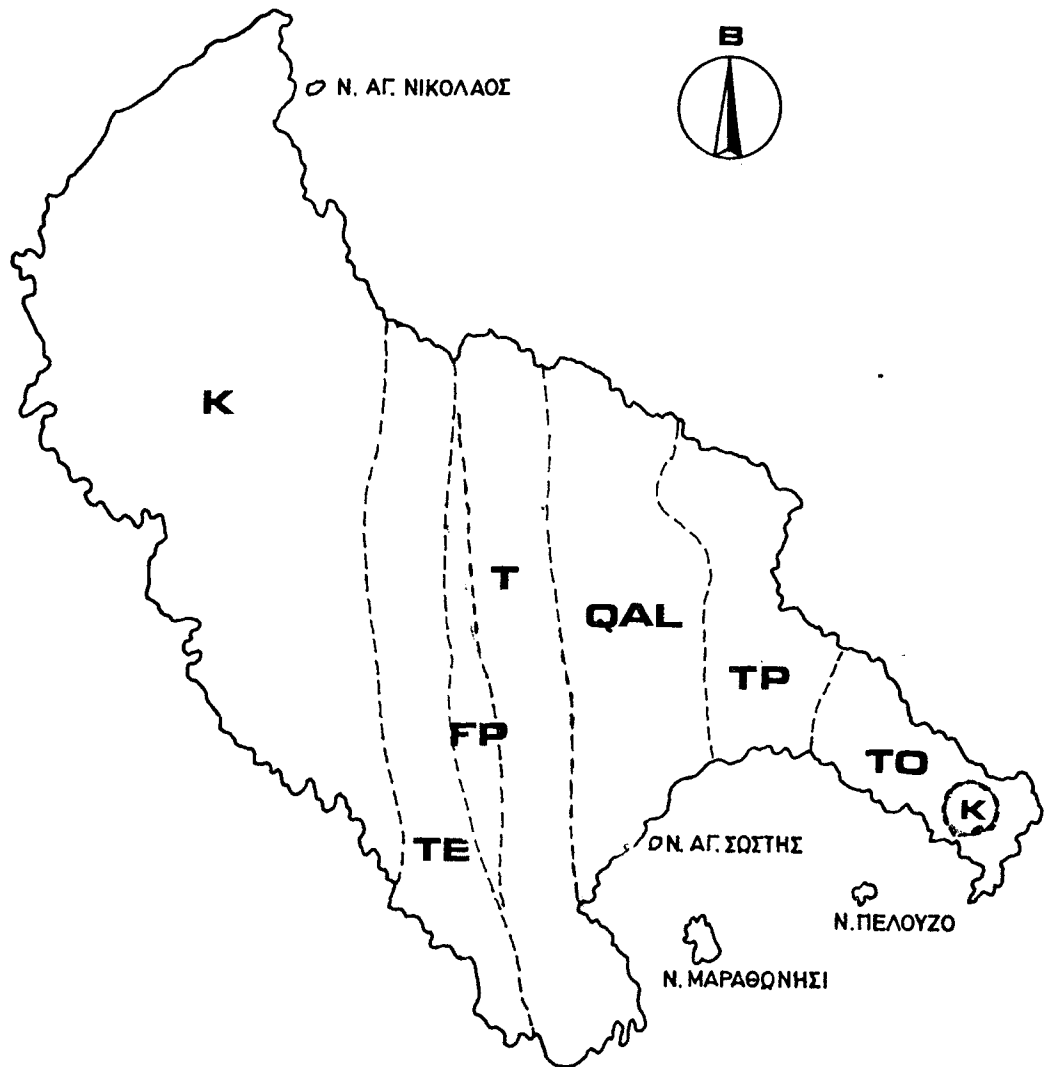 B
Ν. ΑΓ. ΝΙΚΟΛΑΟΣ
K
T
QAL
TP
FP
TO
K
TE
Ν. ΑΓ. ΣΩΣΤΗΣ
Ν. ΠΕΛΟΥΖΟ
Ν. ΜΑΡΑΘΩΝΗΣΙ